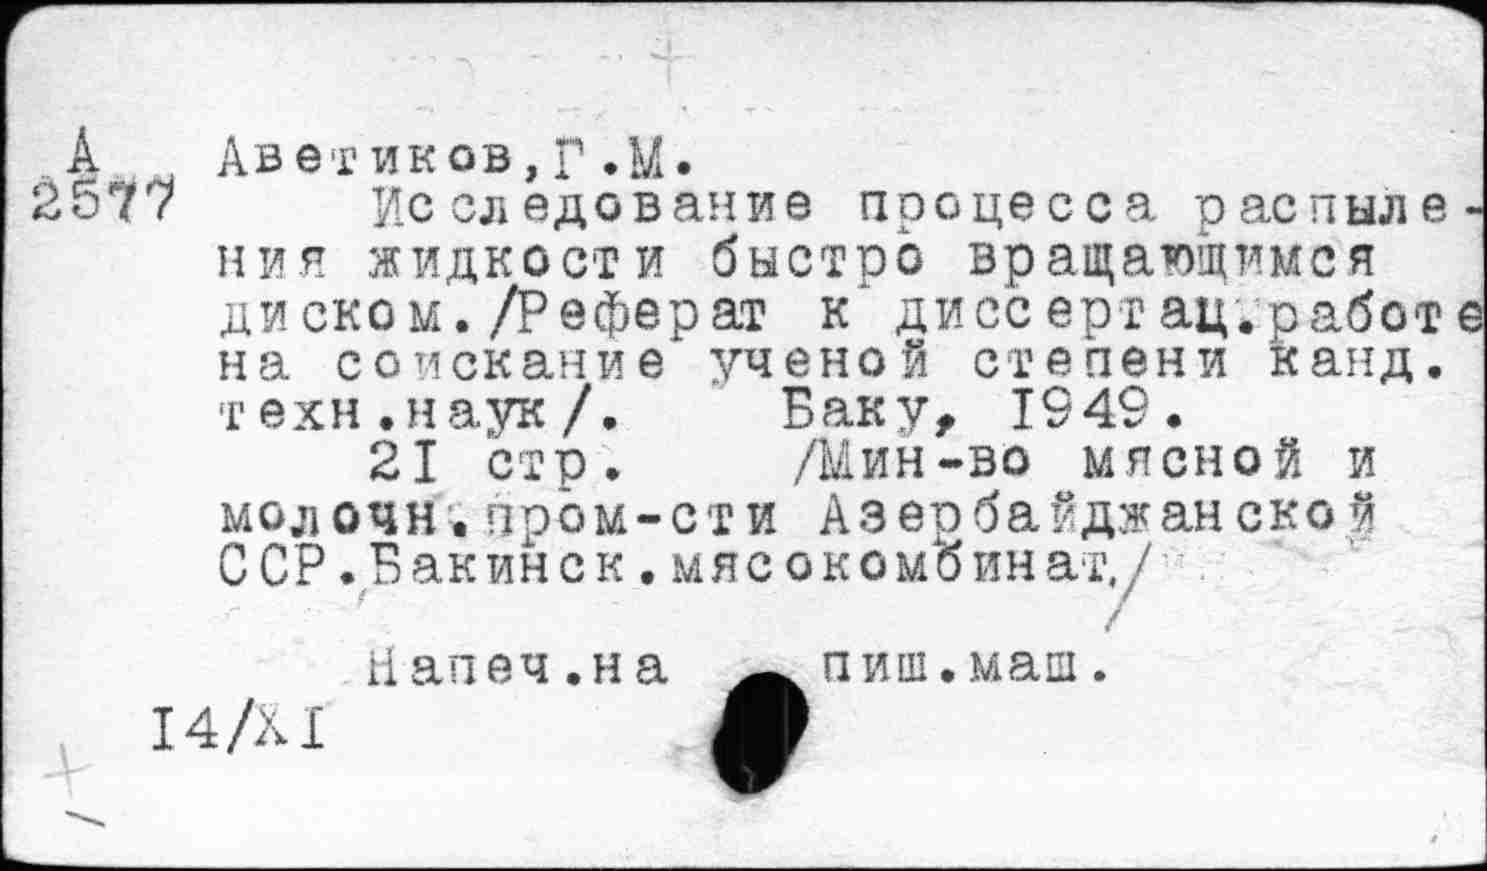 А
2577
Аветиков,Г.М.
Исследование процесса распыле-
ния жидкости быстро вращающимся
диском./Реферат к диссертац.работе
на соискание ученой степени канд.
техн.наук/. Баку, 1949.
21 стр. /Мин-во мясной и
молочн.пром-сти Азербайджанской
ССР.Бакинск.мясокомбинат./
Напеч.на пиш.маш.
14/XI